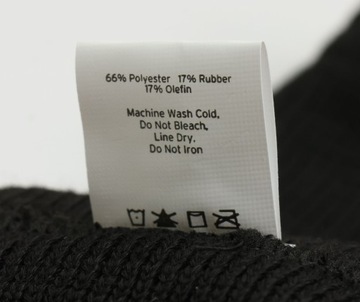 66% Polyester 17% Rubber
17% Olefin
Machine Wash Cold,
Do Not Bleach,
Line Dry,
Do Not Iron